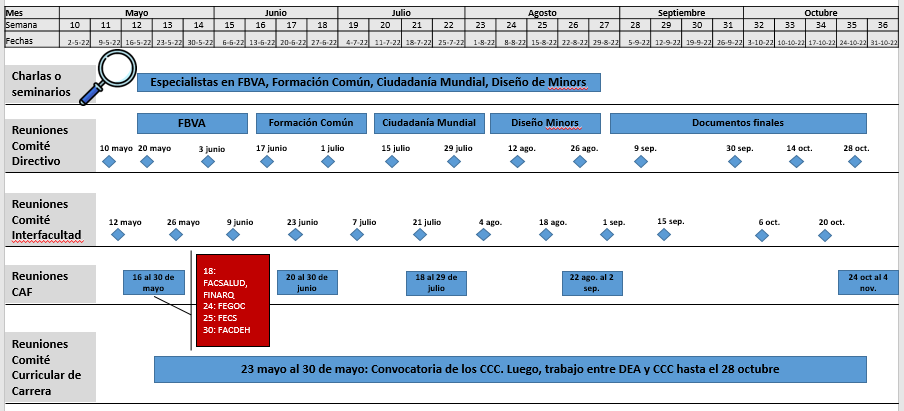 Mes Mayo Junio Julio Agosto Septiembre Octubre
Semana 10 11 12 13 14 15 16 17 18 19 20 21 22 23 24 25 26 27 28 29 30 31 32 33 34 35 36
Fechas 2-5-22 9-5-22 16-5-22 23-5-22 30-5-22 6-6-22 13-6-22 20-6-22 27-6-22 4-7-22 11-7-22 18-7-22 25-7-22 1-8-22 8-8-22 15-8-22 22-8-22 29-8-22 5-9-22 12-9-22 19-9-22 26-9-22 3-10-22 10-10-22 17-10-22 24-10-22 31-10-22
Charlas o
seminarios
Especialistas en FBVA, Formación Común, Ciudadanía Mundial, Diseño de Minors
Reuniones
Comité
Directivo
FBVA Formación Común Ciudadanía Mundial Diseño Minors Documentos finales
10 mayo 20 mayo 3 junio 17 junio 1 julio 15 julio 29 julio 12 ago. 26 ago. 9 sep. 30 sep. 14 oct. 28 oct.
Reuniones
Comité
Interfacultad
12 mayo 26 mayo 9 junio 23 junio 7 julio 21 julio 4 ago. 18 ago. 1 sep. 15 sep. 6 oct. 20 oct.
Reuniones
CAF
16 al 30 de
mayo
18:
FACSALUD,
FINARQ
24: FEGOC
25: FECS
30: FACDEH
20 al 30 de
junio
18 al 29 de
julio
22 ago. al 2
sep.
24 oct al 4
nov.
Reuniones
Comité
Curricular de
Carrera
23 mayo al 30 de mayo: Convocatoria de los CCC. Luego, trabajo entre DEA y CCC hasta el 28 octubre